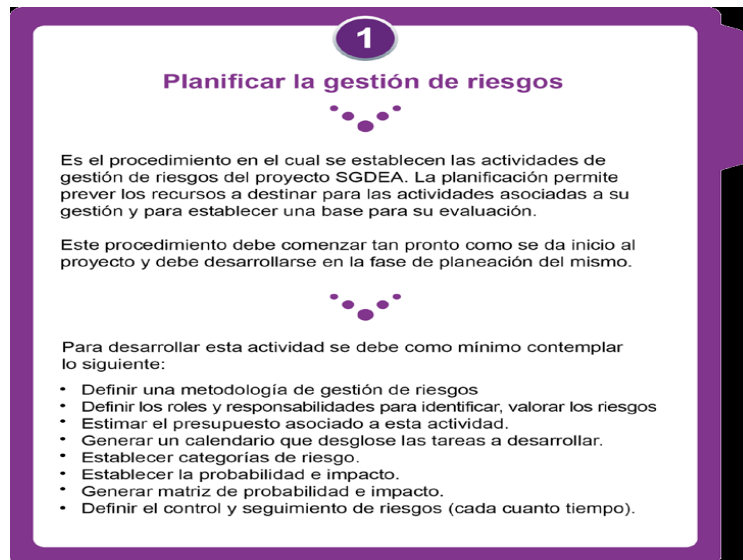 1
Planificar la gestión de riesgos
Es el procedimiento en el cual se establecen las actividades de
gestión de riesgos del proyecto SGDEA. La planificación permite
prever los recursos a destinar para las actividades asociadas a su
gestión y para establecer una base para su evaluación.
Este procedimiento debe comenzar tan pronto como se da inicio al
proyecto y debe desarrollarse en la fase de planeación del mismo.
Para desarrollar esta actividad se debe como mínimo contemplar
lo siguiente:
• Definir una metodología de gestión de riesgos
• Definir los roles y responsabilidades para identificar, valorar los riesgos
• Estimar el presupuesto asociado a esta actividad.
• Generar un calendario que desglose las tareas a desarrollar.
• Establecer categorías de riesgo.
• Establecer la probabilidad e impacto.
• Generar matriz de probabilidad e impacto.
• Definir el control y seguimiento de riesgos (cada cuanto tiempo).